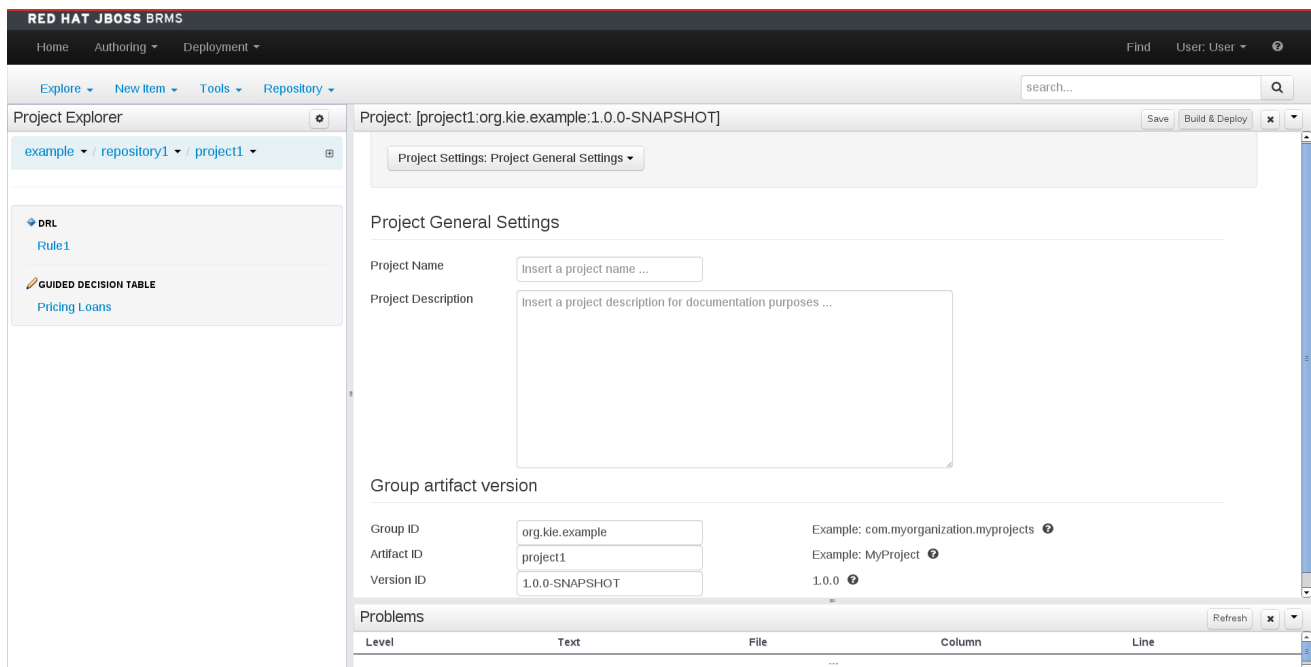 RED HAT JBOSS BRMS
Home Authoring Deployment Find User: User
Explore New Item Tools Repository search...
Project Explorer
example / repository1 / project1
DRL
Rule1
GUIDED DECISION TABLE
Pricing Loans
Project: [project1:org.kie.example:1.0.0-SNAPSHOT] Save Build & Deploy
Project Settings: Project General Settings
Project General Settings
Project Name Insert a project name ...
Project Description Insert a project description for documentation purposes ...
Group artifact version
Group ID org.kie.example Example: com.myorganization.myprojects
Artifact ID project1 Example: MyProject
Version ID 1.0.0-SNAPSHOT 1.0.0
Problems Refresh
Level Text File Column Line
...